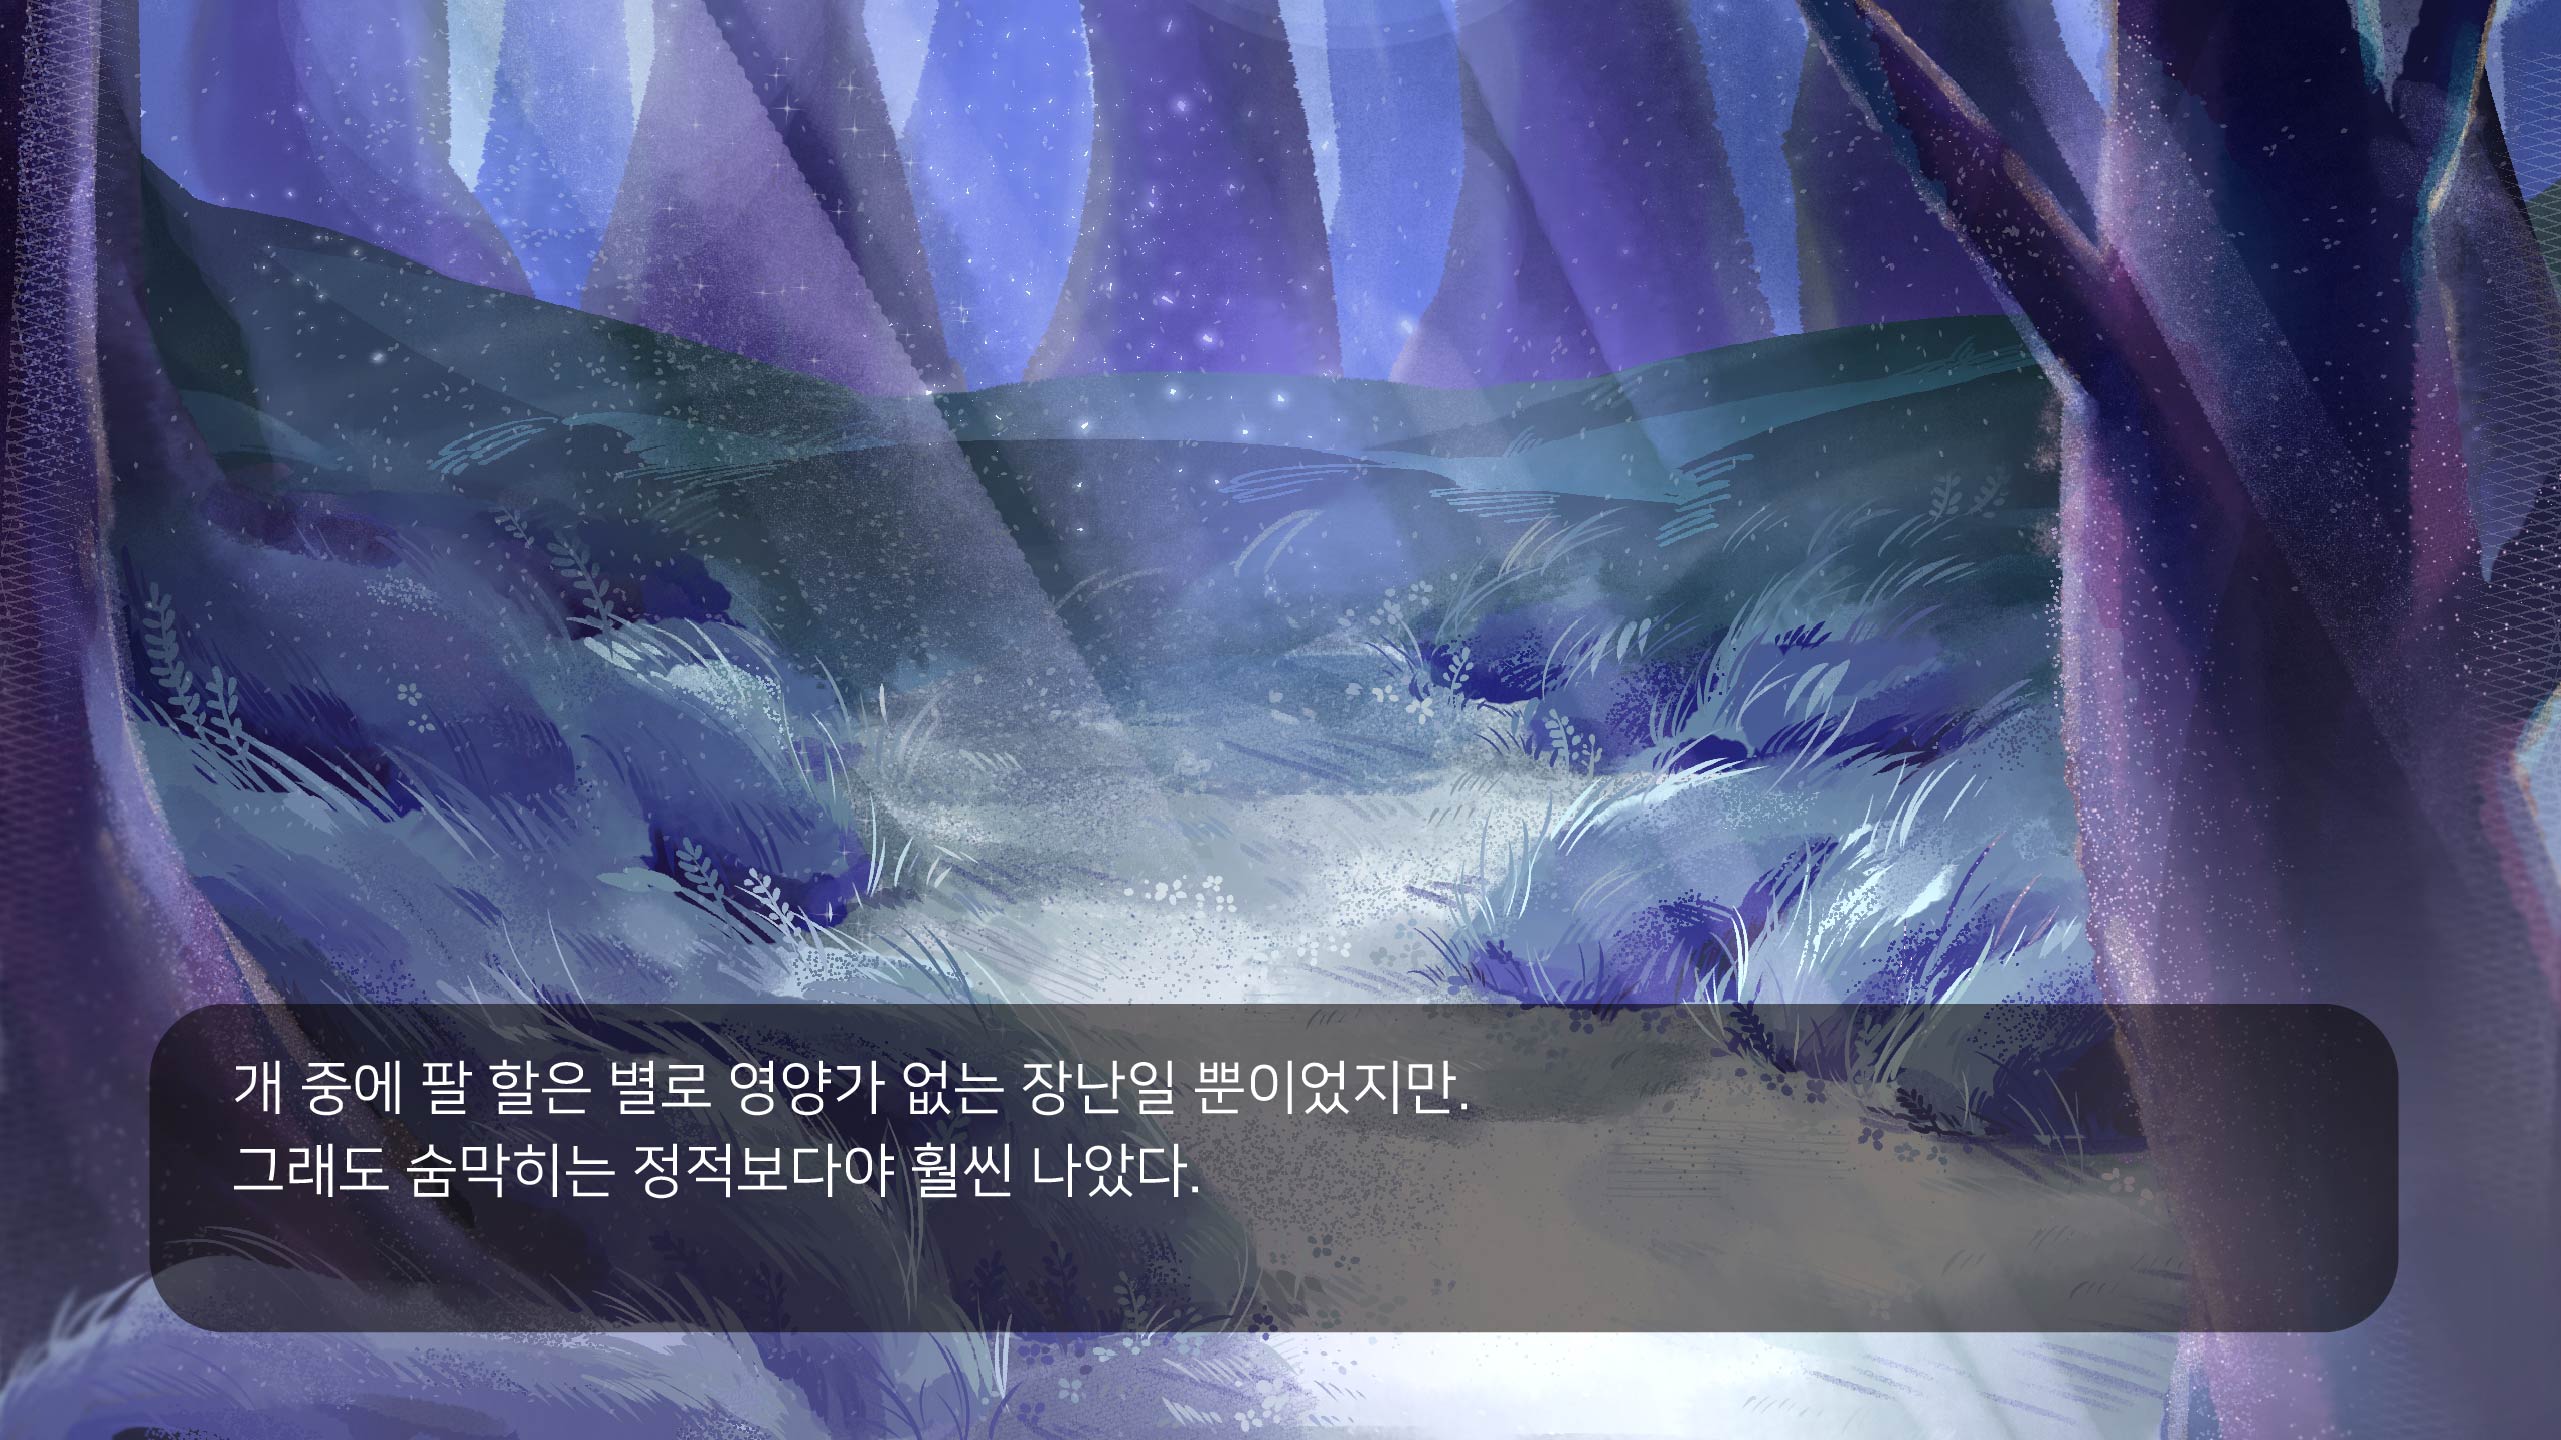 개 중에 팔 할은 별로 영양가 없는 장난일 뿐이었지만.
그래도 숨막히는 정적보다야 훨씬 나았다.